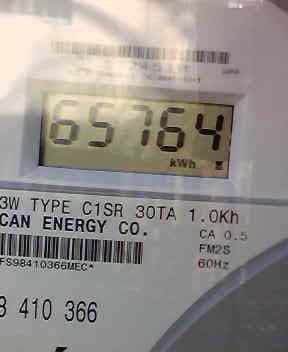 65764
kWh
3W TYPE C1SR 30TA 1.0Kh
CAN ENERGY CO.
CA 0.5
FM2S
60Hz
FS98410366MEC*
8 410 366